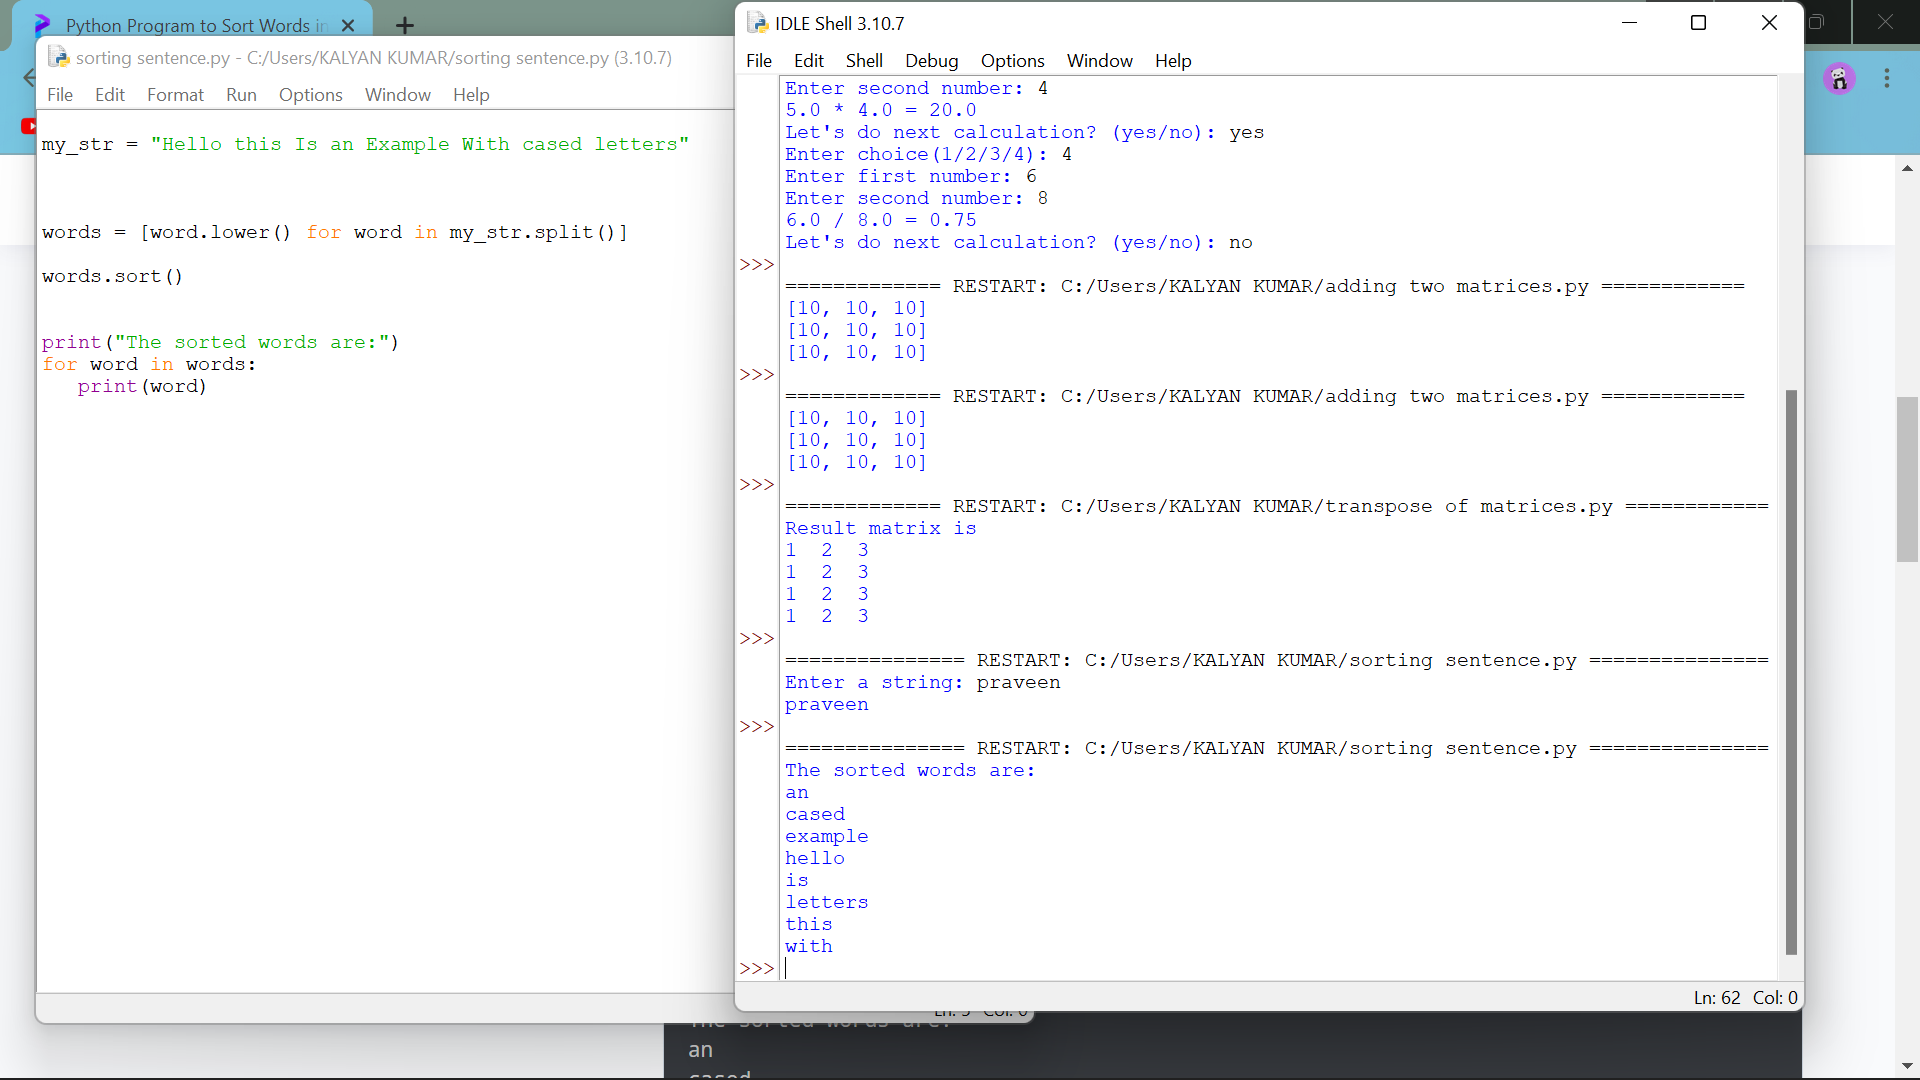 Python Program to Sort Words in
sorting sentence.py - C:/Users/KALYAN KUMAR/sorting sentence.py (3.10.7)
File Edit Format Run Options Window Help
my_str = "Hello this Is an Example With cased letters"
words = [word.lower() for word in my_str.split()]
words.sort()
print("The sorted words are:")
for word in words:
   print(word)
IDLE Shell 3.10.7
File Edit Shell Debug Options Window Help
Enter second number: 4
5.0 * 4.0 = 20.0
Let's do next calculation? (yes/no): yes
Enter choice(1/2/3/4): 4
Enter first number: 6
Enter second number: 8
6.0 / 8.0 = 0.75
Let's do next calculation? (yes/no): no
>>>
============= RESTART: C:/Users/KALYAN KUMAR/adding two matrices.py ============
[10, 10, 10]
[10, 10, 10]
[10, 10, 10]
>>>
============= RESTART: C:/Users/KALYAN KUMAR/adding two matrices.py ============
[10, 10, 10]
[10, 10, 10]
[10, 10, 10]
>>>
============= RESTART: C:/Users/KALYAN KUMAR/transpose of matrices.py ============
Result matrix is
1  2  3
1  2  3
1  2  3
1  2  3
>>>
=============== RESTART: C:/Users/KALYAN KUMAR/sorting sentence.py ===============
Enter a string: praveen
praveen
>>>
=============== RESTART: C:/Users/KALYAN KUMAR/sorting sentence.py ===============
The sorted words are:
an
cased
example
hello
is
letters
this
with
>>>
Ln: 62 Col: 0
The sorted words are:
an
cased